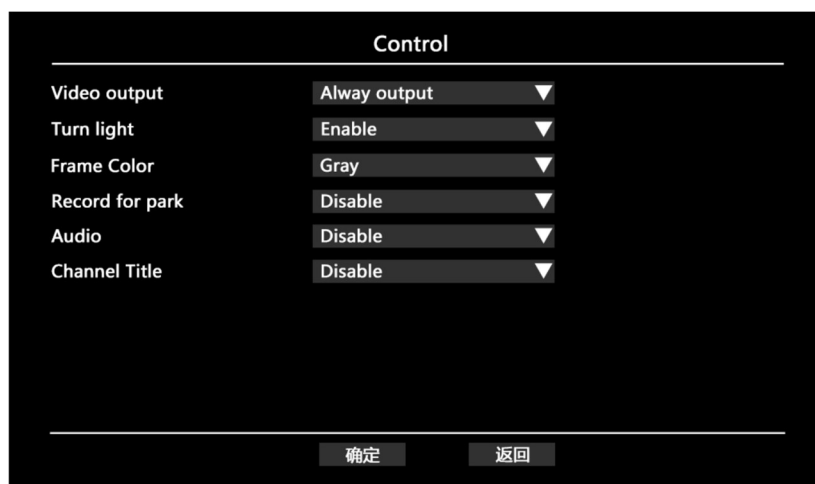 Control
Video output Alway output
Turn light Enable
Frame Color Gray
Record for park Disable
Audio Disable
Channel Title Disable
确定 返回